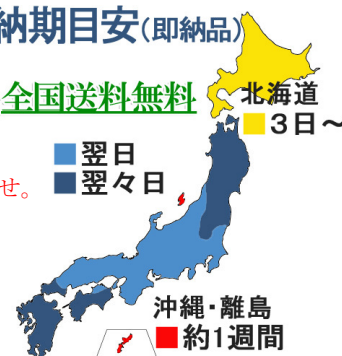 納期目安(即納品)
全国送料無料
北海道
3日～
翌日
翌々日
せ。
沖縄・離島
約1週間